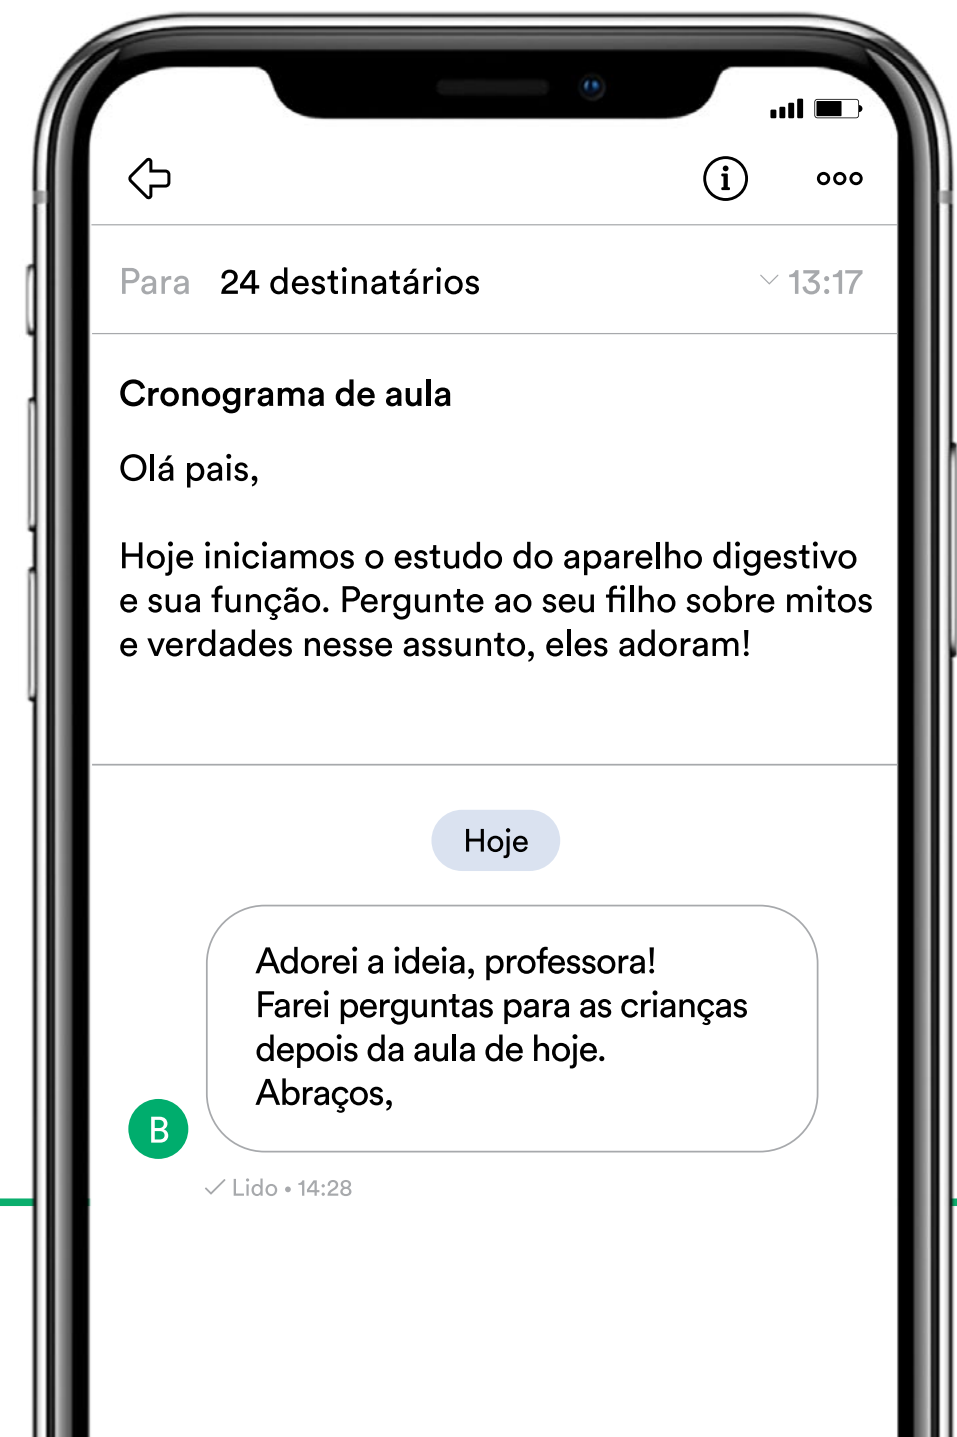 Para 24 destinatários 13:17
Cronograma de aula
Olá pais,
Hoje iniciamos o estudo do aparelho digestivo
e sua função. Pergunte ao seu filho sobre mitos
e verdades nesse assunto, eles adoram!
Hoje
Adorei a ideia, professora!
Farei perguntas para as crianças
depois da aula de hoje.
Abraços,
B
Lido • 14:28